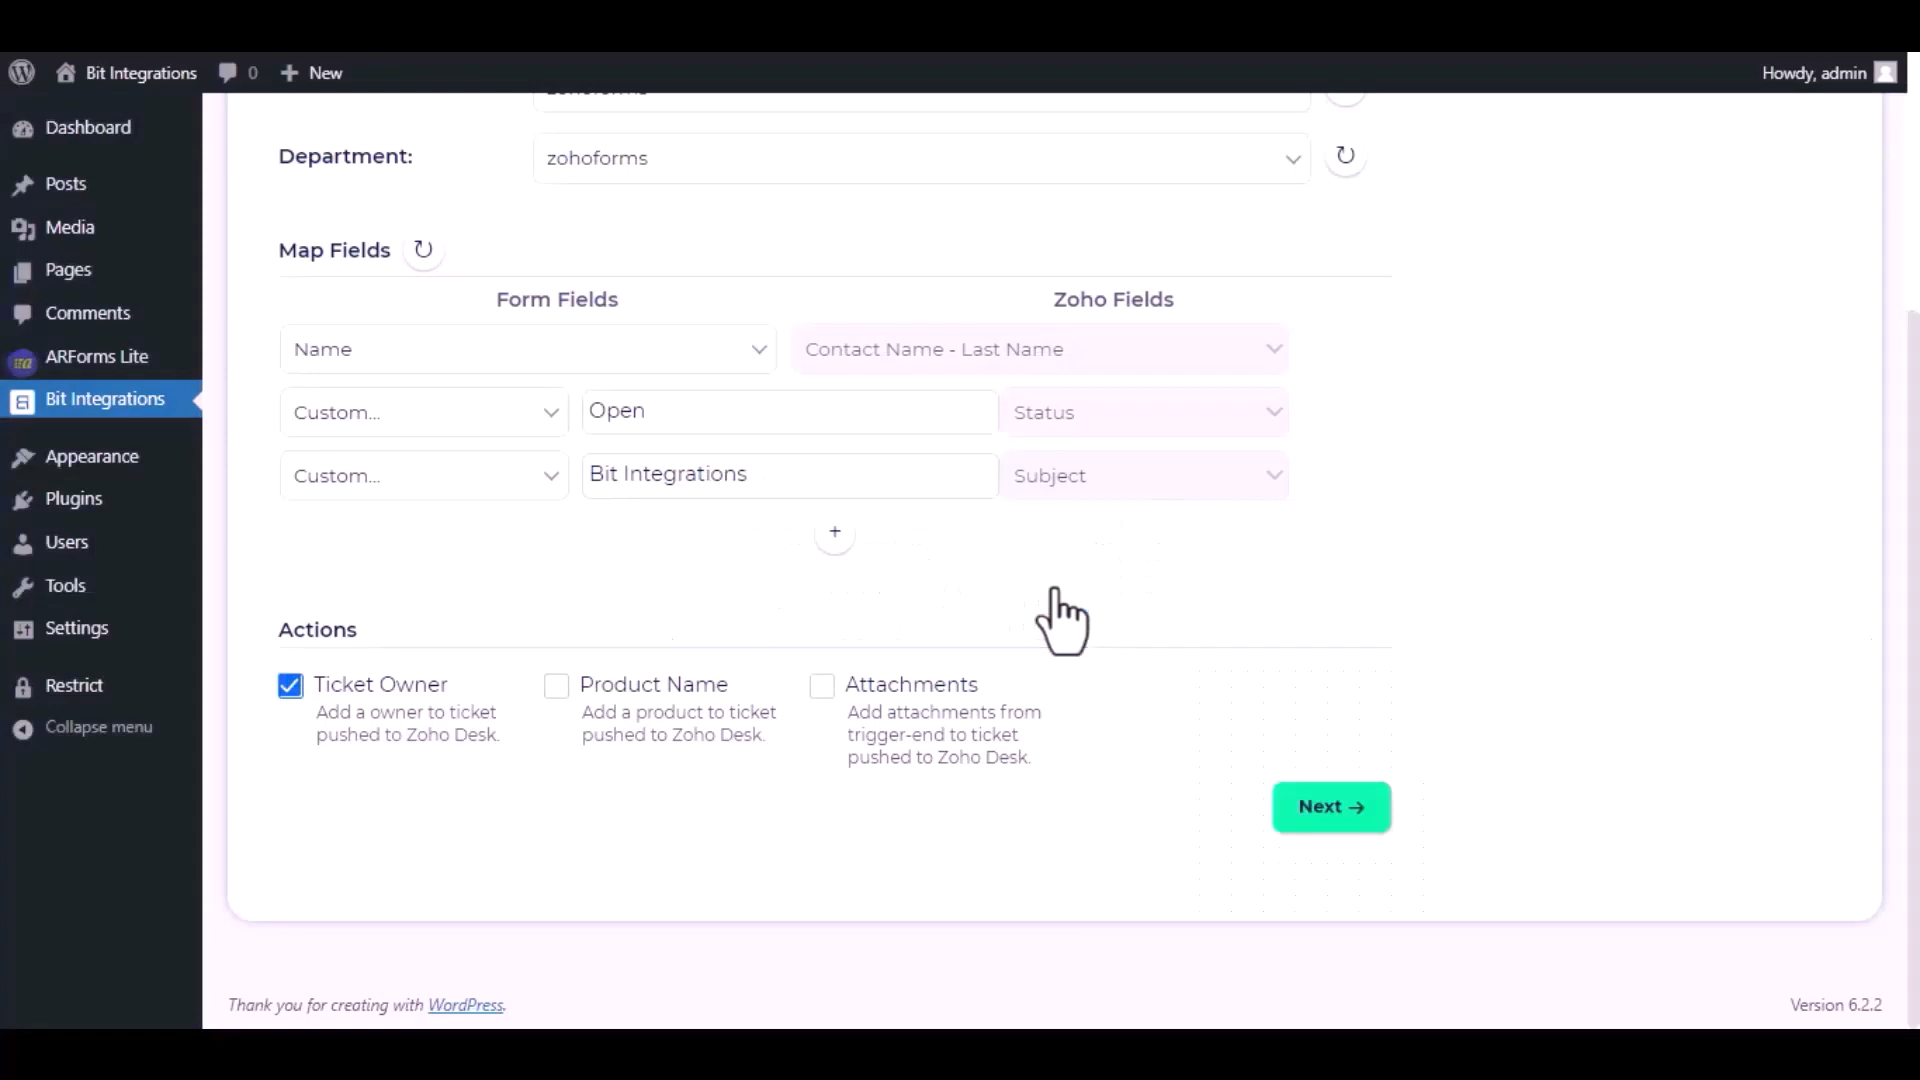 Bit Integrations
0
New
Howdy, admin
Dashboard
Posts
Media
Pages
Comments
ARForms Lite
Bit Integrations
Appearance
Plugins
Users
Tools
Settings
Restrict
Collapse menu
Department:
zohoforms
Map Fields
Form Fields
Zoho Fields
Name
Contact Name - Last Name
Custom...
Open
Status
Custom...
Bit Integrations
Subject
+
Actions
Ticket Owner
Add a owner to ticket
pushed to Zoho Desk.
Product Name
Add a product to ticket
pushed to Zoho Desk.
Attachments
Add attachments from
trigger-end to ticket
pushed to Zoho Desk.
Next →
Thank you for creating with WordPress.
Version 6.2.2